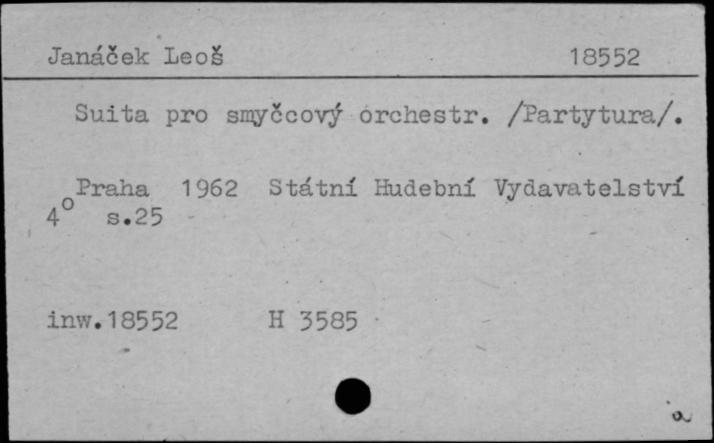 Janáček Leoš 18552
Suita pro smyčcový orchestr. /Partytura/.
Praha 1962 Státní Hudební Vydavatelství
4° s.25
inw.18552 H 3585
a